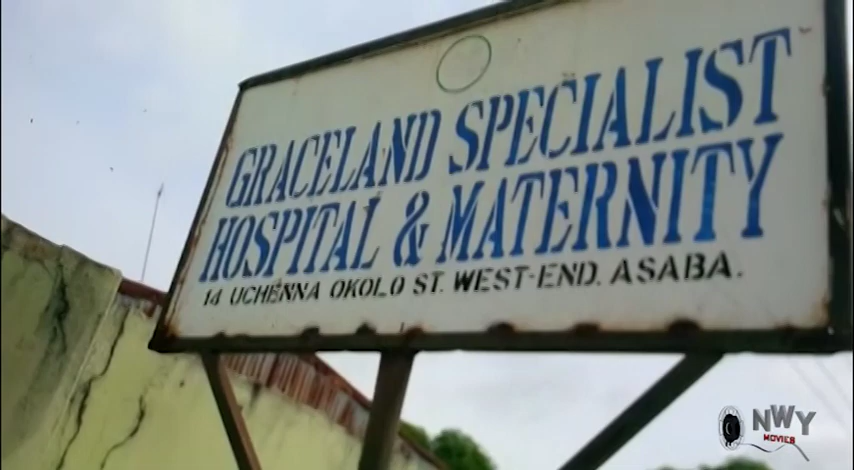 GRACELAND SPECIALIST
HOSPITAL & MATERNITY
14 UCHENNA OKOLO ST. WEST-END. ASABA.
NWY
MOVIES